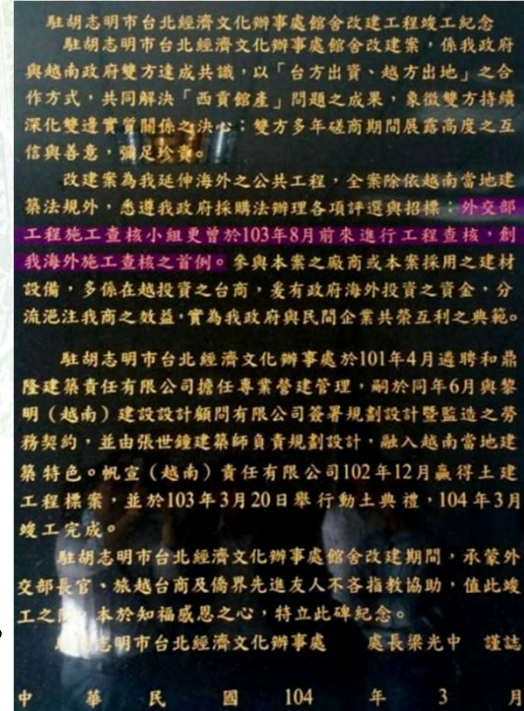 駐胡志明市台北經濟文化辦事處館舍改建工程竣工紀念
駐胡志明市台北經濟文化辦事處館舍改建案，係我政府
與越南政府雙方達成共識，以「台方出資、越方出地」之合
作方式，共同解決「西貢館產」問題之成果，象徵雙方持續
深化雙邊實質關係之決心；雙方多年磋商期間展露高度之互
信與善意，彌足珍貴。
改建案為我延伸海外之公共工程，全案除依越南當地建
築法規外，悉遵我政府採購法辦理各項評選與招標；外交部
工程施工查核小組更曾於103年8月前來進行工程查核，創
我海外施工查核之首例。參與本案之廠商或本案採用之建材
設備，多係在越投資之台商，爰有政府海外投資之資金，分
流挹注我商之效益，實為我政府與民間企業共榮互利之典範。
駐胡志明市台北經濟文化辦事處於101年4月遴聘和鼎
隆建築責任有限公司擔任專業營建管理，嗣於同年6月與黎
明（越南）建設設計顧問有限公司簽署規劃設計暨監造之勞
務契約，並由張世鐘建築師負責規劃設計，融入越南當地建
築特色。帆宣（越南）責任有限公司102年12月贏得土建
工程標案，並於103年3月20日舉行動土典禮，104年3月
竣工完成。
駐胡志明市台北經濟文化辦事處館舍改建期間，承蒙外
交部長官、旅越台商及僑界先進友人不吝指教協助，值此竣
工之 本於知福感恩之心，特立此碑紀念。
志明市台北經濟文化辦事處 處長梁光中 謹誌
中華民國104年3月